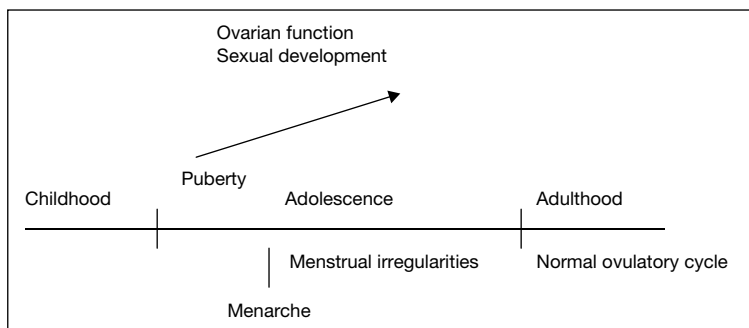 Ovarian function
Sexual development
Puberty
Childhood
Adolescence
Adulthood
Menstrual irregularities
Normal ovulatory cycle
Menarche